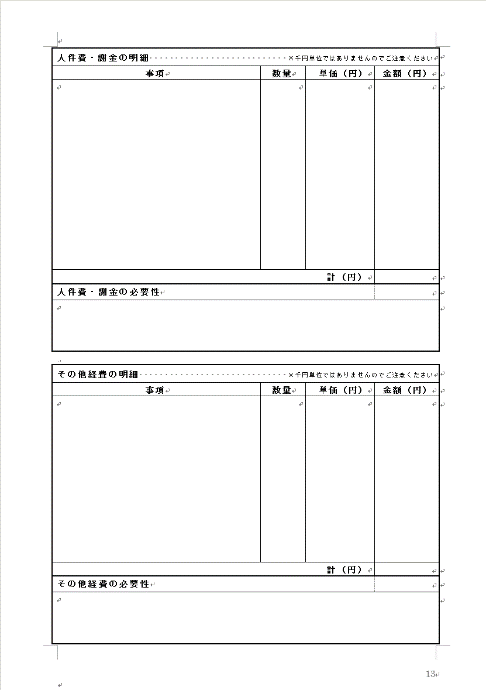 人件費・謝金の明細・・・・・・・・・・・・・・・・・・・・・・・・・※千円単位ではありませんのでご注意ください
事項 数量 単価（円） 金額（円）
計（円）
人件費・謝金の必要性
その他経費の明細・・・・・・・・・・・・・・・・・・・・・・・・・・・※千円単位ではありませんのでご注意ください
事項 数量 単価（円） 金額（円）
計（円）
その他経費の必要性
13